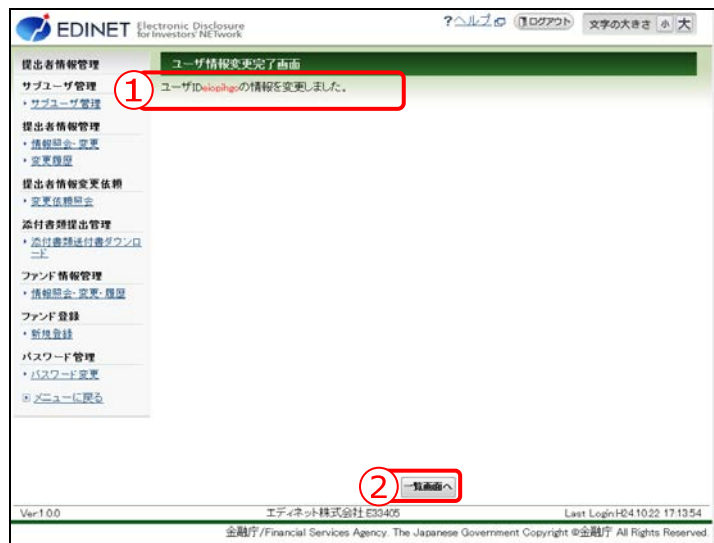 EDINET Electronic Disclosure for Investors' NETwork
?ヘルプ ログアウト 文字の大きさ 小 大
提出者情報管理
ユーザ情報変更完了画面
サブユーザ管理
・サブユーザ管理
① ユーザIDeiopihgoの情報を変更しました。
提出者情報管理
・情報照会・変更
・変更履歴
提出者情報変更依頼
・変更依頼照会
添付書類提出管理
・添付書類送付書ダウンロード
ファンド情報管理
・情報照会・変更・履歴
ファンド登録
・新規登録
パスワード管理
・パスワード変更
メニューに戻る
② 一覧画面へ
Ver.1.0.0 エディネット株式会社 E33405 Last Login:H24.10.22 17:13:54
金融庁/Financial Services Agency. The Japanese Government Copyright ©金融庁 All Rights Reserved.